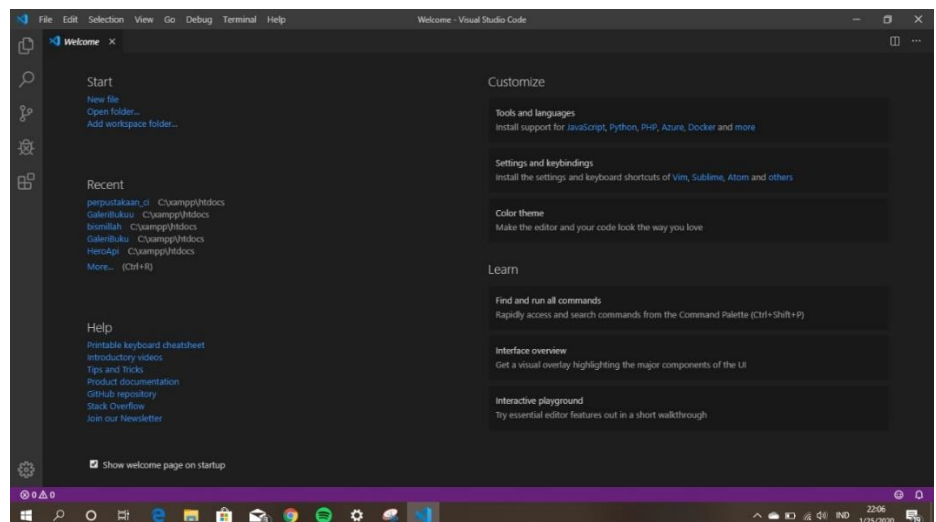 File Edit Selection View Go Debug Terminal Help
Welcome - Visual Studio Code
Welcome
Start
New file
Open folder...
Add workspace folder...
Recent
perpustakaan_ci C:\xampp\htdocs
GaleriBukuu C:\xampp\htdocs
bismillah C:\xampp\htdocs
GaleriBuku C:\xampp\htdocs
HeroApi C:\xampp\htdocs
More... (Ctrl+R)
Help
Printable keyboard cheatsheet
Introductory videos
Tips and Tricks
Product documentation
GitHub repository
Stack Overflow
Join our Newsletter
Show welcome page on startup
Customize
Tools and languages
Install support for JavaScript, Python, PHP, Azure, Docker and more
Settings and keybindings
Install the settings and keyboard shortcuts of Vim, Sublime, Atom and others
Color theme
Make the editor and your code look the way you love
Learn
Find and run all commands
Rapidly access and search commands from the Command Palette (Ctrl+Shift+P)
Interface overview
Get a visual overlay highlighting the major components of the UI
Interactive playground
Try essential editor features out in a short walkthrough
0 0
IND
22:06
1/25/2020
19